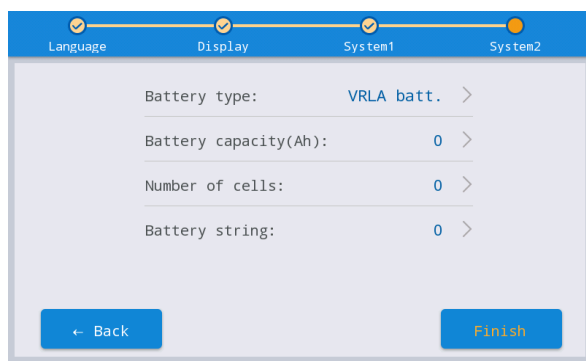 Language Display System1 System2
Battery type: VRLA batt.
Battery capacity(Ah): 0
Number of cells: 0
Battery string: 0
← Back Finish